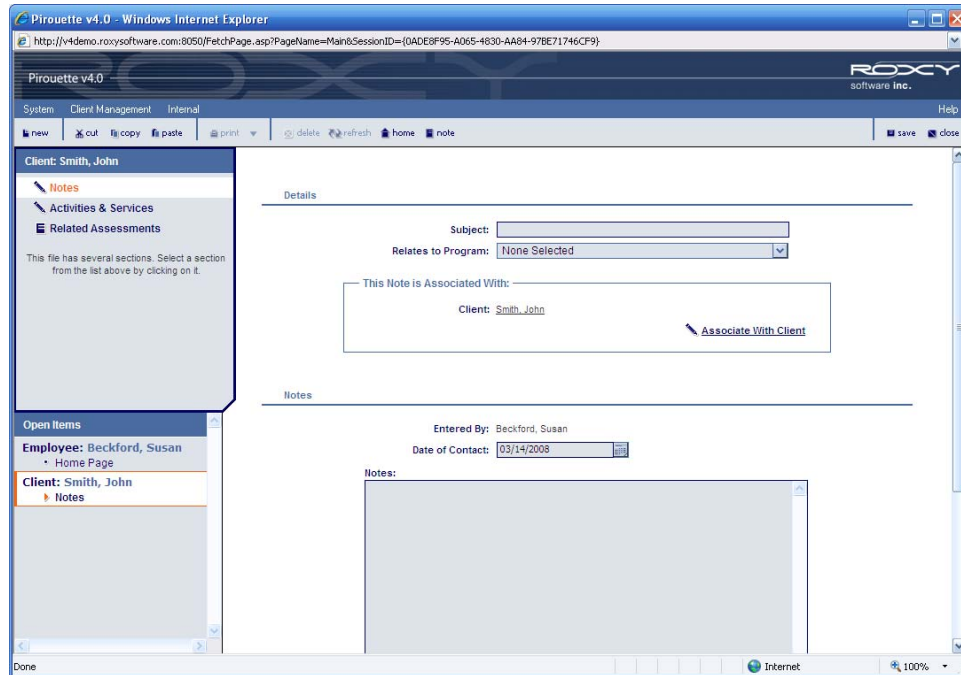 Pirouette v4.0 - Windows Internet Explorer
http://v4demo.roxysoftware.com:8050/FetchPage.asp?PageName=Main&SessionID={0ADE8F95-A065-4830-AA84-97BE71746CF9}
Pirouette v4.0
ROXY
software inc.
System Client Management Internal Help
new cut copy paste print delete refresh home note save close
Client: Smith, John
Notes
Activities & Services
Related Assessments
This file has several sections. Select a section
from the list above by clicking on it.
Open Items
Employee: Beckford, Susan
• Home Page
Client: Smith, John
Notes
Details
Subject:
Relates to Program: None Selected
This Note is Associated With:
Client: Smith, John
Associate With Client
Notes
Entered By: Beckford, Susan
Date of Contact: 03/14/2008
Notes:
Done Internet 100%